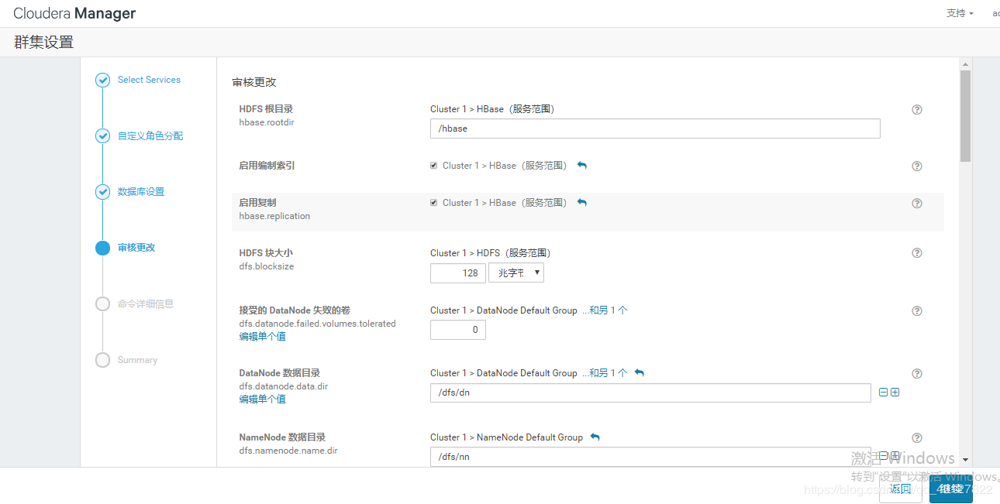 Cloudera Manager
支持
群集设置
Select Services
自定义角色分配
数据库设置
审核更改
命令详细信息
Summary
审核更改
HDFS 根目录
hbase.rootdir
Cluster 1 > HBase（服务范围）
/hbase
启用编制索引
Cluster 1 > HBase（服务范围）
启用复制
hbase.replication
Cluster 1 > HBase（服务范围）
HDFS 块大小
dfs.blocksize
Cluster 1 > HDFS（服务范围）
128 兆字节
接受的 DataNode 失败的卷
dfs.datanode.failed.volumes.tolerated
编辑单个值
Cluster 1 > DataNode Default Group ...和另 1 个
0
DataNode 数据目录
dfs.datanode.data.dir
编辑单个值
Cluster 1 > DataNode Default Group ...和另 1 个
/dfs/dn
NameNode 数据目录
dfs.namenode.name.dir
Cluster 1 > NameNode Default Group
/dfs/nn
激活 Windows
转到"设置"以激活 Windows。
返回
继续